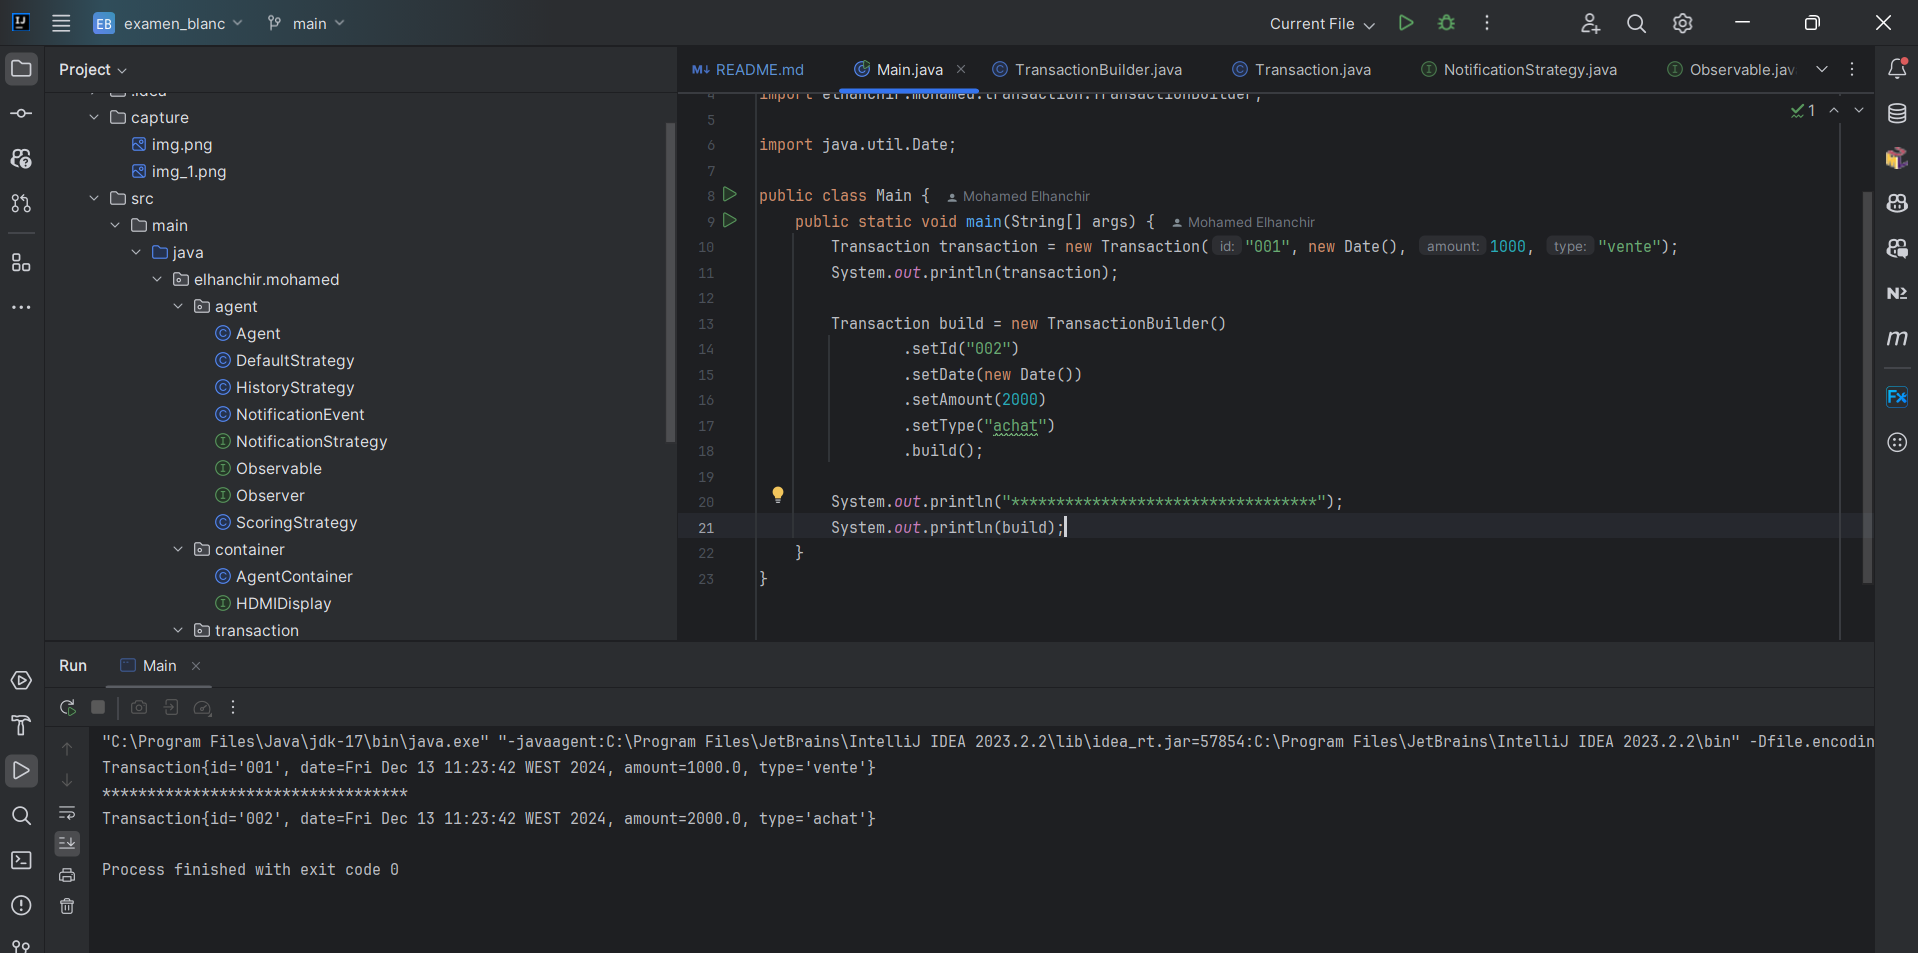 EB examen_blanc main Current File
Project
README.md Main.java TransactionBuilder.java Transaction.java NotificationStrategy.java Observable.jav
.idea
capture
img.png
img_1.png
src
main
java
elhanchir.mohamed
agent
Agent
DefaultStrategy
HistoryStrategy
NotificationEvent
NotificationStrategy
Observable
Observer
ScoringStrategy
container
AgentContainer
HDMIDisplay
transaction
1
4 import elhanchir.mohamed.transaction.TransactionBuilder;
5
6 import java.util.Date;
7
8 public class Main { Mohamed Elhanchir
9 public static void main(String[] args) { Mohamed Elhanchir
10 Transaction transaction = new Transaction( id: "001", new Date(), amount: 1000, type: "vente");
11 System.out.println(transaction);
12
13 Transaction build = new TransactionBuilder()
14 .setId("002")
15 .setDate(new Date())
16 .setAmount(2000)
17 .setType("achat")
18 .build();
19
20 System.out.println("**********************************");
21 System.out.println(build);
22 }
23 }
Run Main
"C:\Program Files\Java\jdk-17\bin\java.exe" "-javaagent:C:\Program Files\JetBrains\IntelliJ IDEA 2023.2.2\lib\idea_rt.jar=57854:C:\Program Files\JetBrains\IntelliJ IDEA 2023.2.2\bin" -Dfile.encodin
Transaction{id='001', date=Fri Dec 13 11:23:42 WEST 2024, amount=1000.0, type='vente'}
**********************************
Transaction{id='002', date=Fri Dec 13 11:23:42 WEST 2024, amount=2000.0, type='achat'}
Process finished with exit code 0